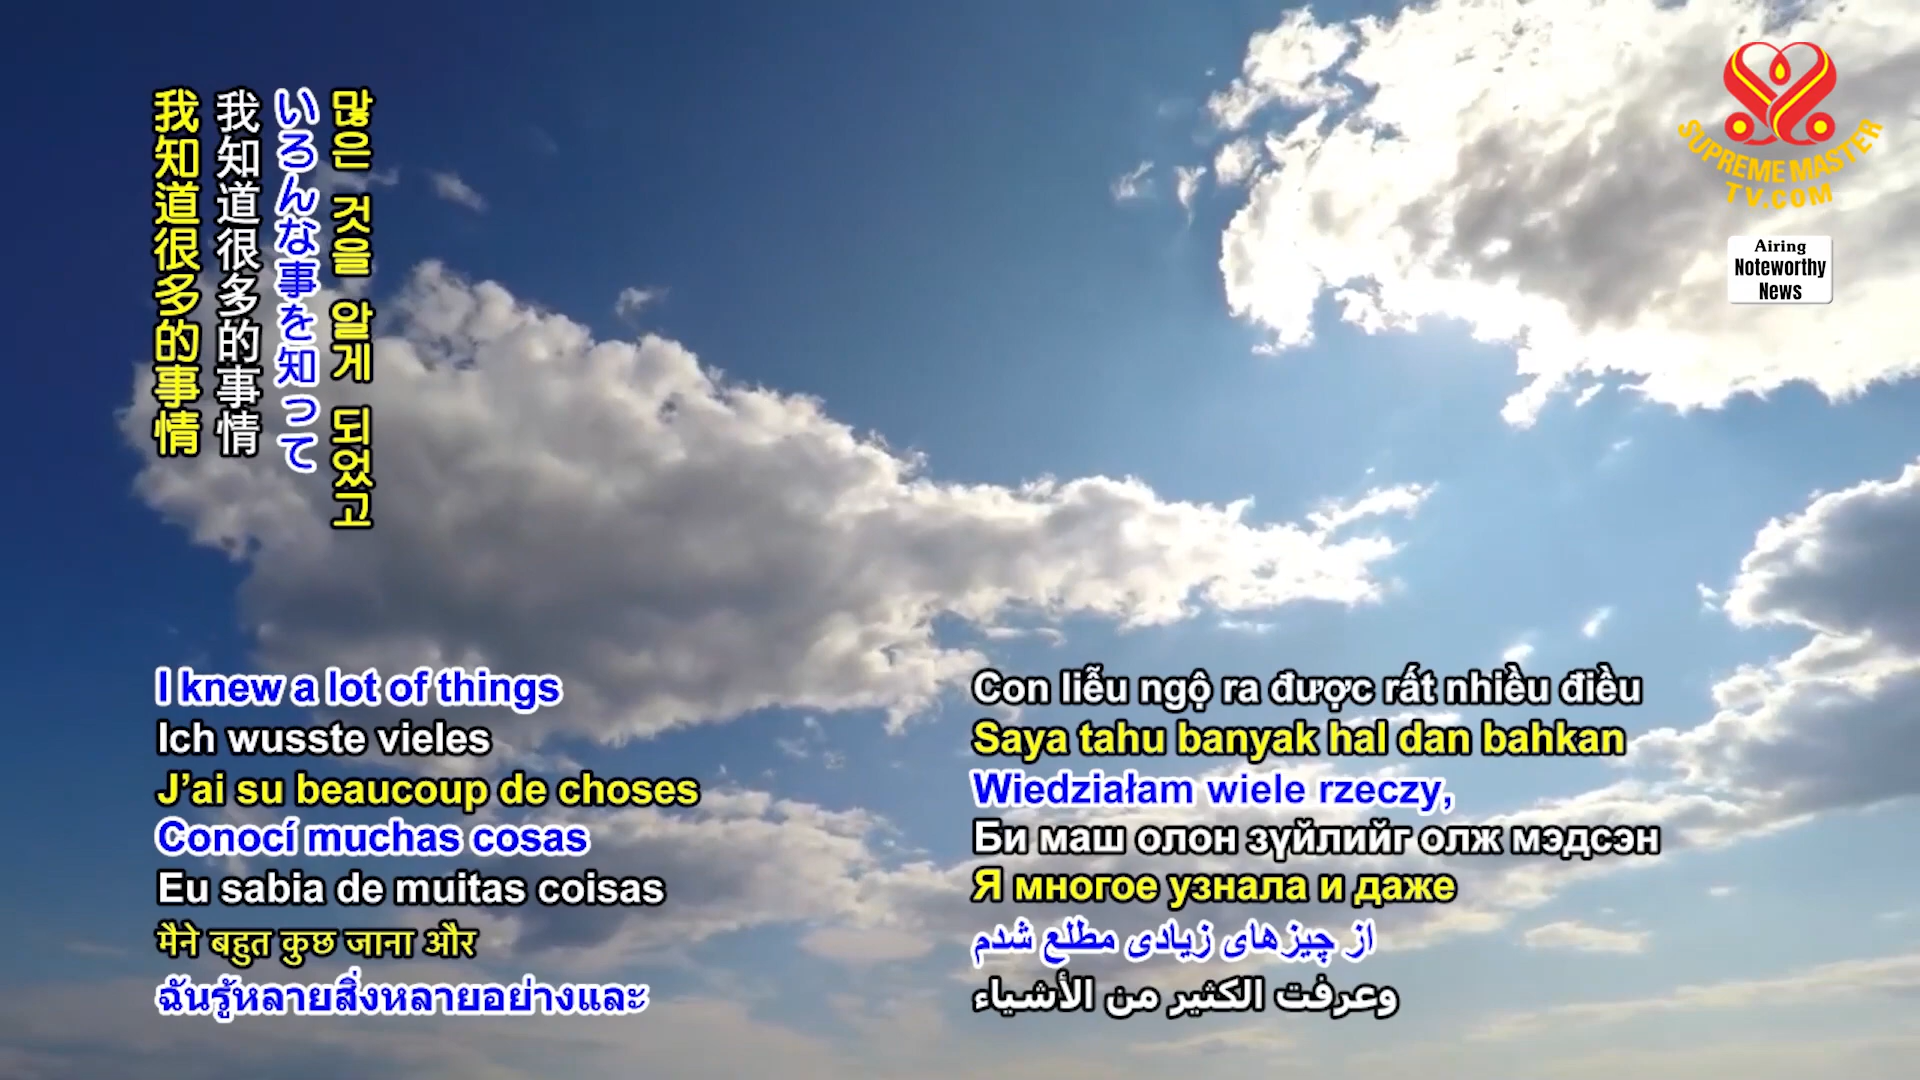 我知道很多的事情
我知道很多的事情
いろんな事を知って
많은 것을 알게 되었고
SUPREME MASTER
TV.COM
Airing
Noteworthy
News
I knew a lot of things
Ich wusste vieles
J’ai su beaucoup de choses
Conocí muchas cosas
Eu sabia de muitas coisas
मैने बहुत कुछ जाना और
ฉันรู้หลายสิ่งหลายอย่างและ
Con liễu ngộ ra được rất nhiều điều
Saya tahu banyak hal dan bahkan
Wiedziałam wiele rzeczy,
Би маш олон зүйлийг олж мэдсэн
Я многое узнала и даже
از چیزهای زیادی مطلع شدم
وعرفت الكثير من الأشياء